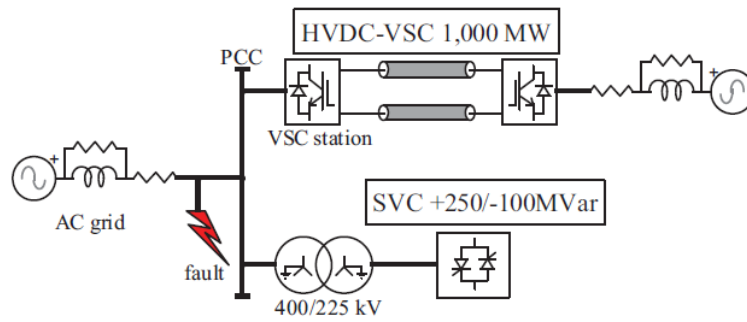 HVDC-VSC 1,000 MW
PCC
+
+
VSC station
SVC +250/-100MVar
AC grid
fault
400/225 kV